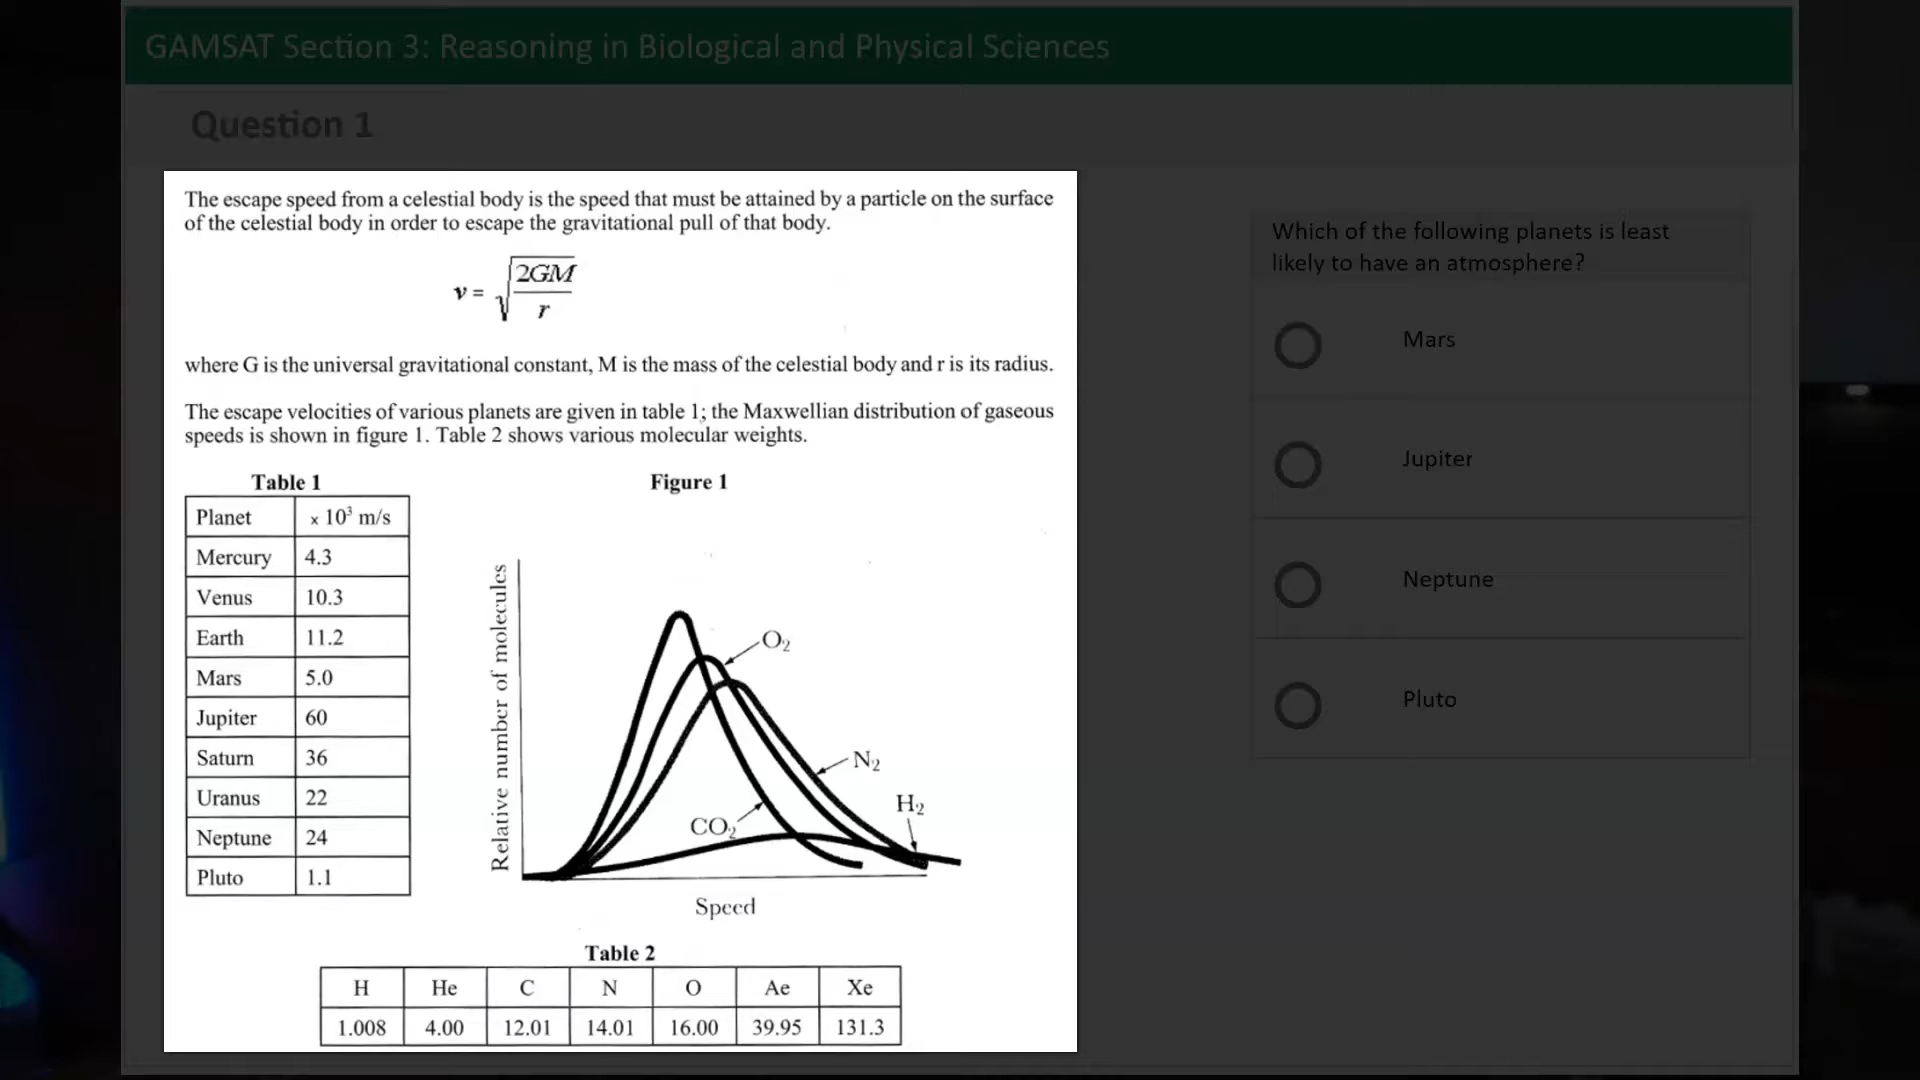 GAMSAT Section 3: Reasoning in Biological and Physical Sciences
Question 1
The escape speed from a celestial body is the speed that must be attained by a particle on the surface
of the celestial body in order to escape the gravitational pull of that body.
v = √(2GM / r)
where G is the universal gravitational constant, M is the mass of the celestial body and r is its radius.
The escape velocities of various planets are given in table 1; the Maxwellian distribution of gaseous
speeds is shown in figure 1. Table 2 shows various molecular weights.
Table 1
Planet x 10³ m/s
Mercury 4.3
Venus 10.3
Earth 11.2
Mars 5.0
Jupiter 60
Saturn 36
Uranus 22
Neptune 24
Pluto 1.1
Figure 1
Relative number of molecules
O₂
N₂
H₂
CO₂
Speed
Table 2
H He C N O Ae Xe
1.008 4.00 12.01 14.01 16.00 39.95 131.3
Which of the following planets is least
likely to have an atmosphere?
Mars
Jupiter
Neptune
Pluto